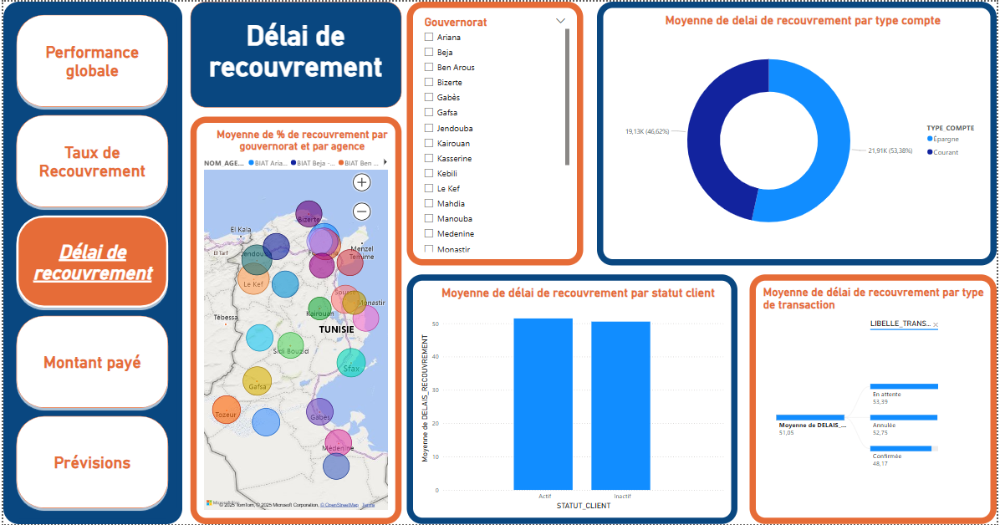 Performance
globale
Taux de
Recouvrement
Délai de
recouvrement
Montant payé
Prévisions
Délai de
recouvrement
Moyenne de % de recouvrement par
gouvernorat et par agence
NOM AGE... BIAT Aria... BIAT Beja -... BIAT Ben ...
Bizerte
El Kala
El Tarf
Jendouba
Menzel
Temime
Le Kef
Sousse
Monastir
Kairouan
Tébessa
TUNISIE
Sidi Bouzid
Sfax
Gafsa
Tozeur
Gabès
Médenine
© 2025 TomTom, © 2025 Microsoft Corporation, © OpenStreetMap Terms
Gouvernorat
Ariana
Beja
Ben Arous
Bizerte
Gabès
Gafsa
Jendouba
Kairouan
Kasserine
Kebili
Le Kef
Mahdia
Manouba
Medenine
Monastir
Moyenne de delai de recouvrement par type compte
19,13K (46,62%)
21,91K (53,38%)
TYPE COMPTE
Épargne
Courant
Moyenne de délai de recouvrement par statut client
Moyenne de DELAIS_RECOUVREMENT
50
40
30
20
10
0
Actif
Inactif
STATUT_CLIENT
Moyenne de délai de recouvrement par type
de transaction
LIBELLE_TRANS...
En attente
53,39
Moyenne de DELAIS_...
51,05
Annulée
52,75
Confirmée
48,17